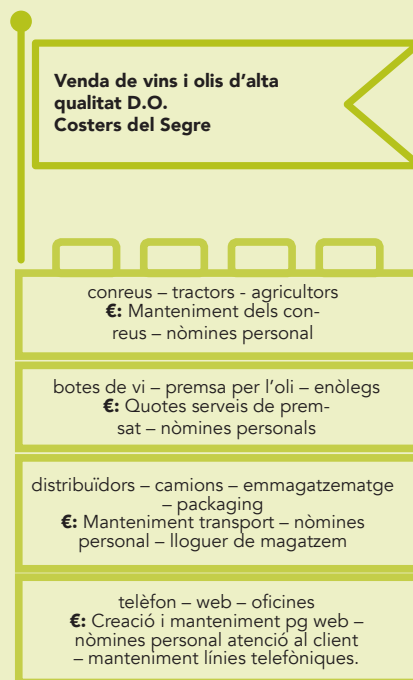 Venda de vins i olis d’alta
qualitat D.O.
Costers del Segre
conreus – tractors - agricultors
€: Manteniment dels con-
reus – nòmines personal
botes de vi – premsa per l’oli – enòlegs
€: Quotes serveis de prem-
sat – nòmines personals
distribuïdors – camions – emmagatzematge
– packaging
€: Manteniment transport – nòmines
personal – lloguer de magatzem
telèfon – web – oficines
€: Creació i manteniment pg web –
nòmines personal atenció al client
– manteniment línies telefòniques.